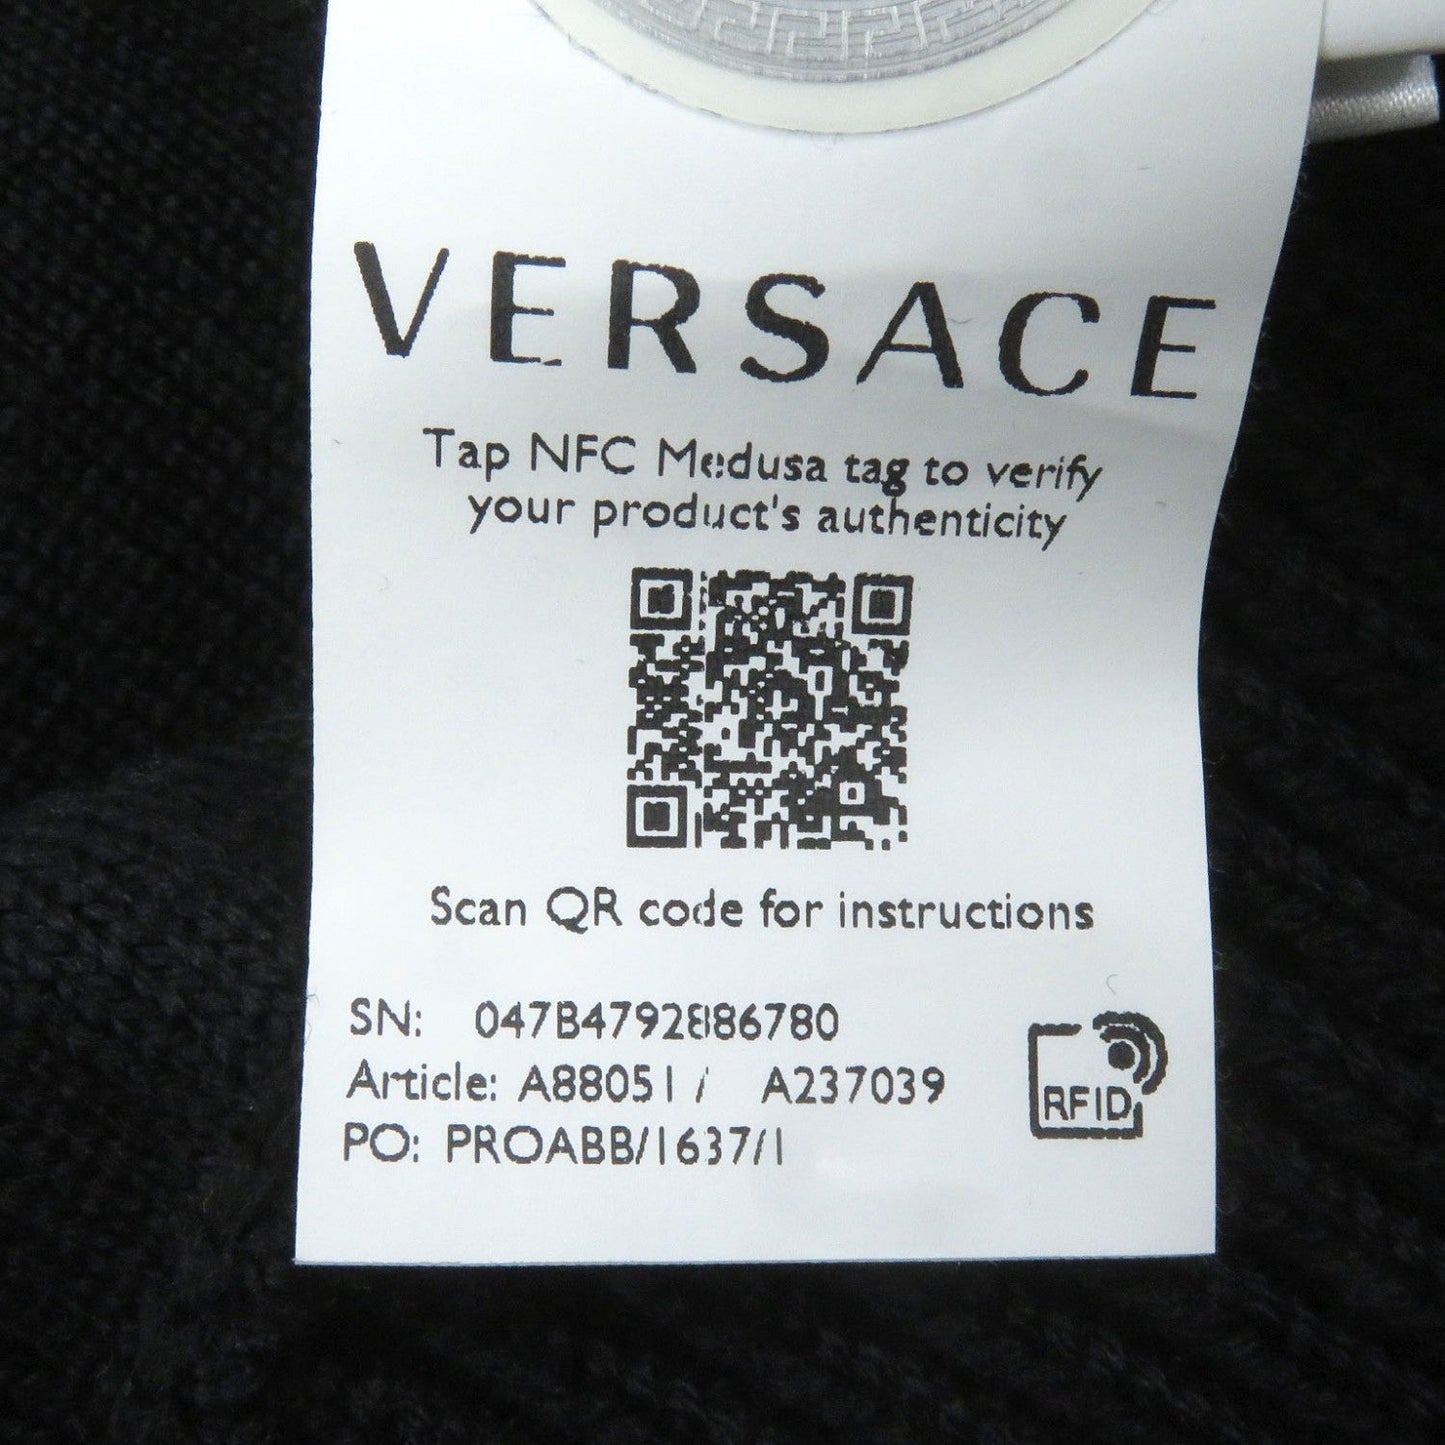 VERSACE
Tap NFC Medusa tag to verify
your product's authenticity
Scan QR code for instructions
SN: 047B4792886780
Article: A88051 / A237039
PO: PROABB/1637/1
RFID